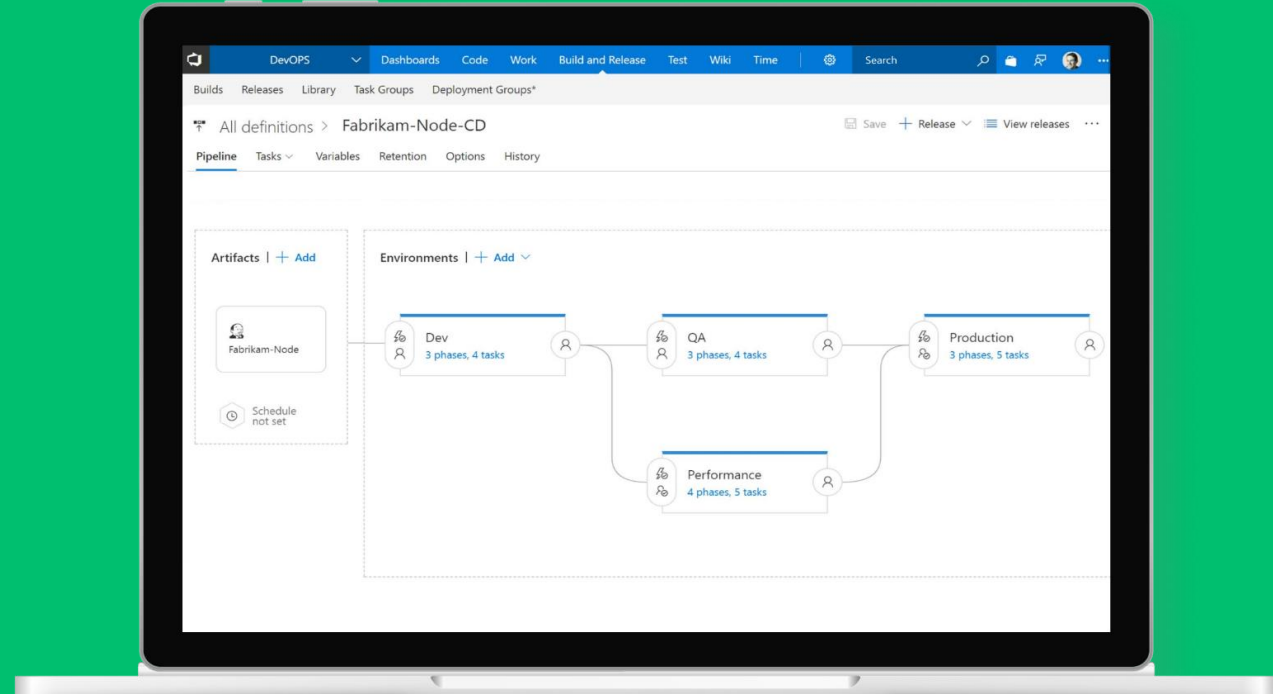 DevOPS Dashboards Code Work Build and Release Test Wiki Time Search
Builds Releases Library Task Groups Deployment Groups*
All definitions > Fabrikam-Node-CD Save + Release View releases ...
Pipeline Tasks Variables Retention Options History
Artifacts | + Add Environments | + Add
Fabrikam-Node
Schedule
not set
Dev
3 phases, 4 tasks
QA
3 phases, 4 tasks
Production
3 phases, 5 tasks
Performance
4 phases, 5 tasks